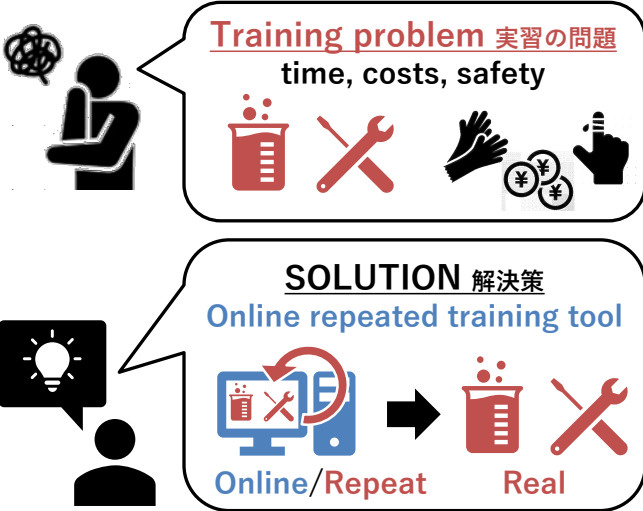 Training problem 実習の問題
time, costs, safety
¥ ¥ ¥
SOLUTION 解決策
Online repeated training tool
Online/Repeat
Real